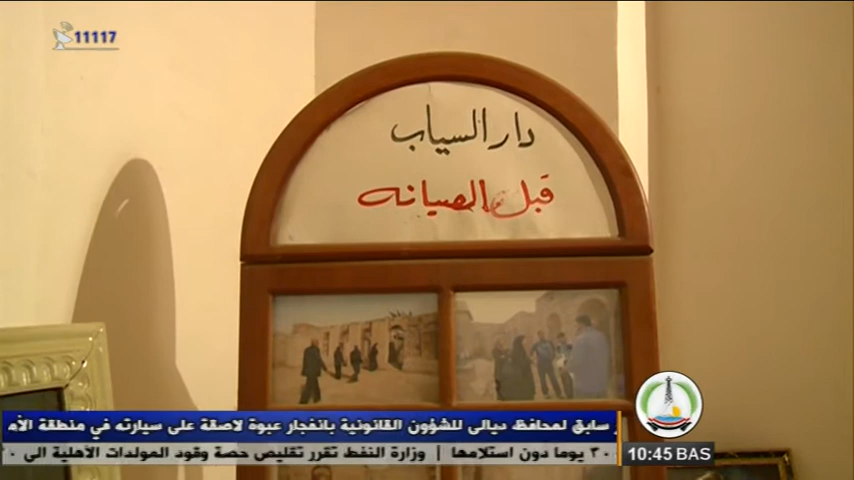 11117
دار السياب
قبل الصيانه
سابق لمحافظ ديالى للشؤون القانونية بانفجار عبوة لاصقة على سيارته في منطقة
٣٠ يوما دون استلامها | وزارة النفط تقرر تقليص حصة وقود المولدات الأهلية الى
10:45 BAS